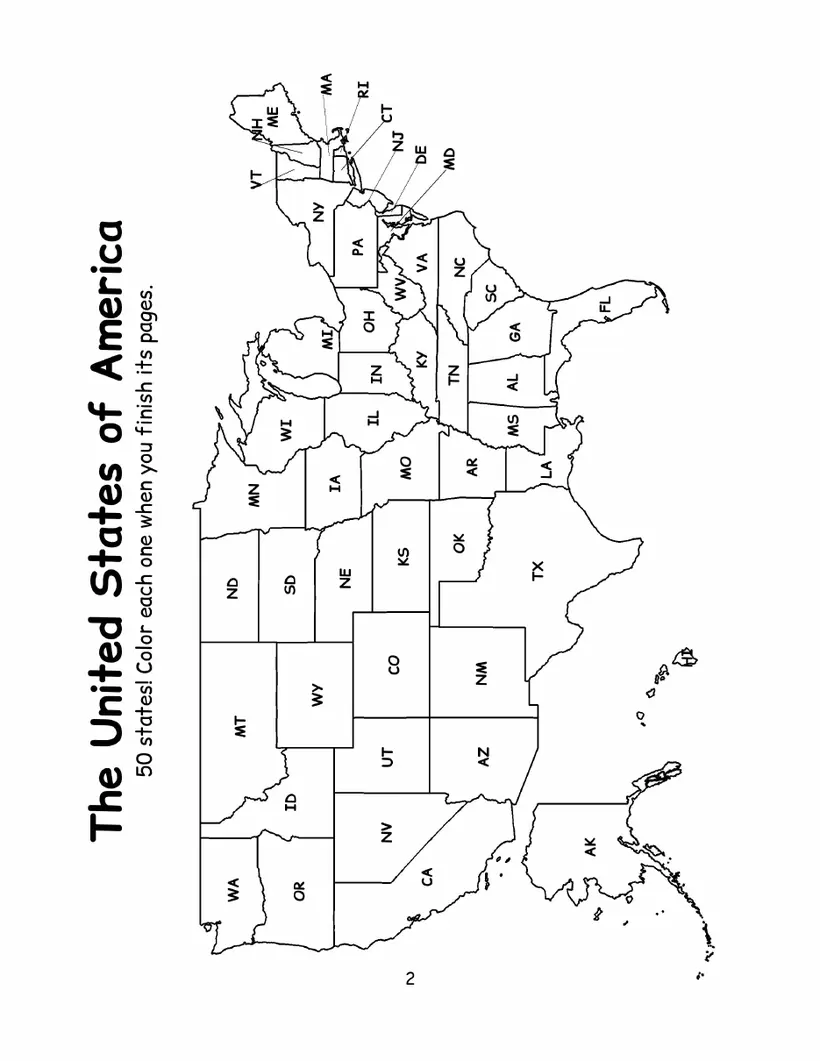 The United States of America
50 states! Color each one when you finish its pages.
WA
OR
CA
NV
ID
MT
WY
UT
AZ
CO
NM
ND
SD
NE
KS
OK
TX
MN
IA
MO
AR
LA
WI
IL
MS
MI
IN
KY
TN
AL
OH
WV
GA
FL
SC
NC
VA
PA
NY
VT
NH
ME
MA
RI
CT
NJ
DE
MD
AK
HI
2